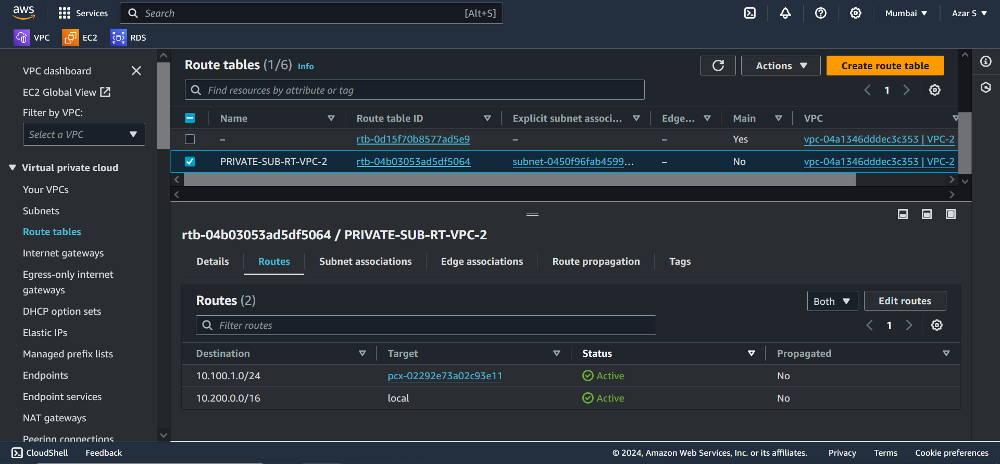 aws Services Search [Alt+S] Mumbai ▼ Azar S ▼
VPC EC2 RDS
VPC dashboard
EC2 Global View
Filter by VPC:
Select a VPC
Virtual private cloud
Your VPCs
Subnets
Route tables
Internet gateways
Egress-only internet
gateways
DHCP option sets
Elastic IPs
Managed prefix lists
Endpoints
Endpoint services
NAT gateways
Peering connections
Route tables (1/6) Info Actions Create route table
Find resources by attribute or tag 1
Name Route table ID Explicit subnet associ... Edge... Main VPC
– rtb-0d15f70b8577ad5e9 – – Yes vpc-04a1346dddec3c353 | VPC-2
PRIVATE-SUB-RT-VPC-2 rtb-04b03053ad5df5064 subnet-0450f96fab4599... – No vpc-04a1346dddec3c353 | VPC-2
rtb-04b03053ad5df5064 / PRIVATE-SUB-RT-VPC-2
Details Routes Subnet associations Edge associations Route propagation Tags
Routes (2) Both Edit routes
Filter routes 1
Destination Target Status Propagated
10.100.1.0/24 pcx-02292e73a02c93e11 Active No
10.200.0.0/16 local Active No
CloudShell Feedback © 2024, Amazon Web Services, Inc. or its affiliates. Privacy Terms Cookie preferences